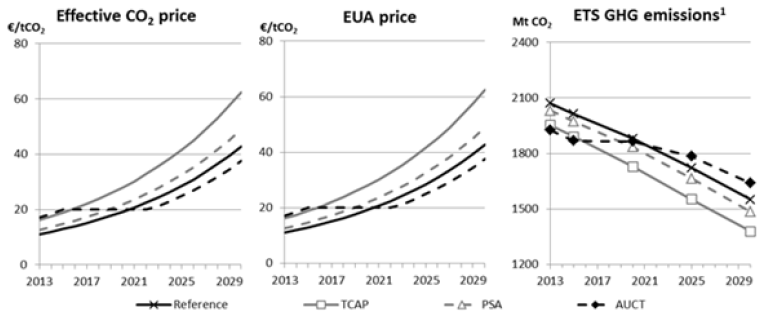 Effective CO₂ price
€/tCO₂
80
60
40
20
0
2013 2017 2021 2025 2029
EUA price
€/tCO₂
80
60
40
20
0
2013 2017 2021 2025 2029
ETS GHG emissions¹
Mt CO₂
2400
2100
1800
1500
1200
2013 2017 2021 2025 2029
Reference TCAP PSA AUCT